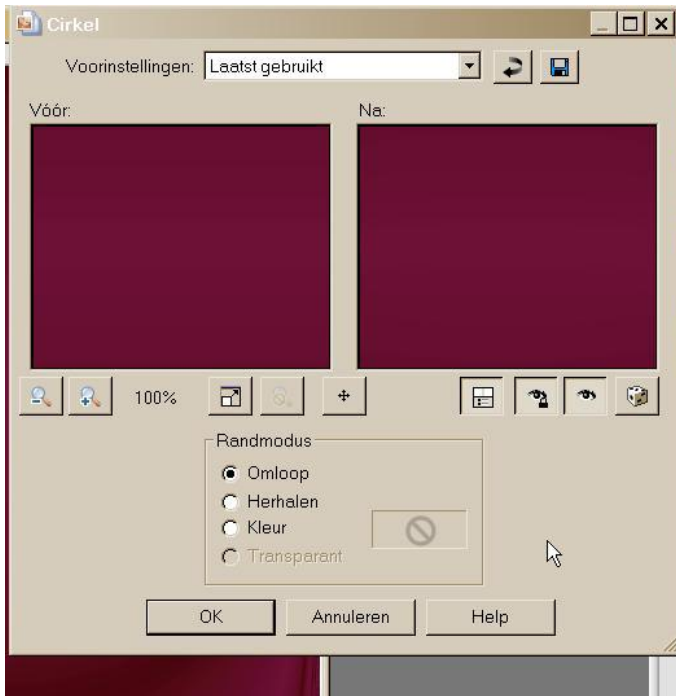 Cirkel
Voorinstellingen: Laatst gebruikt
Vóór: Na:
100%
Randmodus
Omloop
Herhalen
Kleur
Transparant
OK Annuleren Help